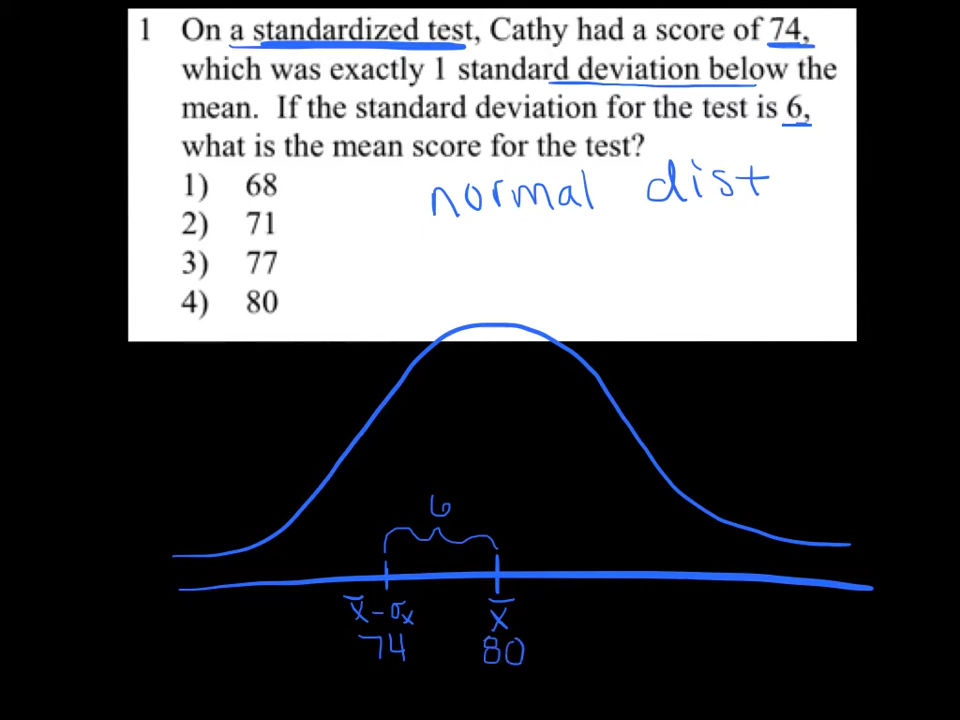 1 On a standardized test, Cathy had a score of 74,
which was exactly 1 standard deviation below the
mean. If the standard deviation for the test is 6,
what is the mean score for the test?
1) 68
2) 71
3) 77
4) 80
normal dist
6
x̄ - σx x̄
74 80